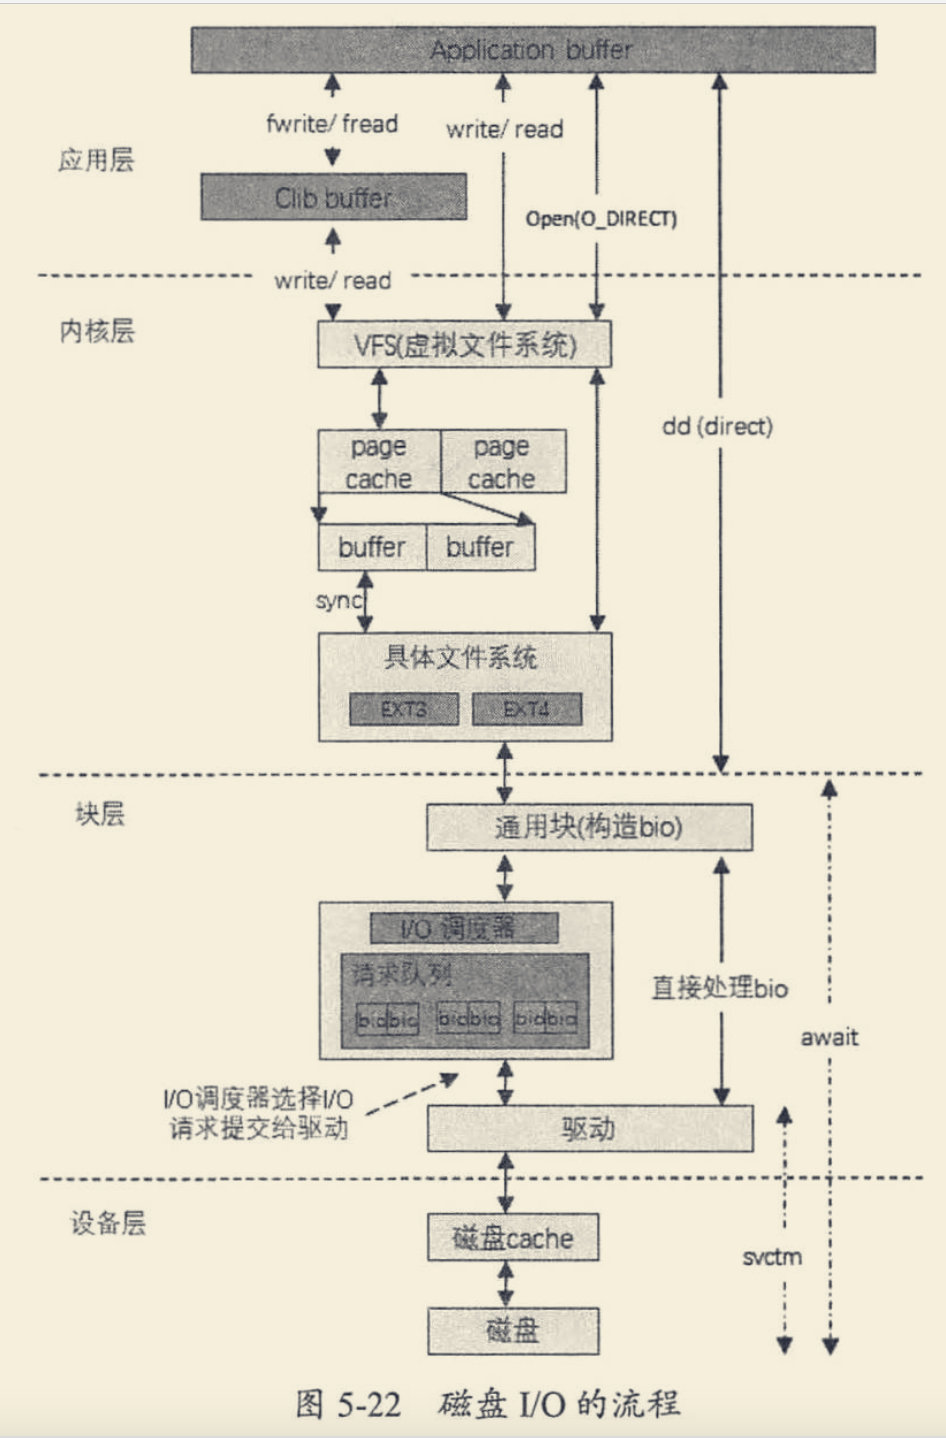 Application buffer
fwrite/ fread
write/ read
应用层
Clib buffer
Open(O_DIRECT)
write/ read
内核层
VFS(虚拟文件系统)
dd (direct)
page
cache
page
cache
buffer
buffer
sync
具体文件系统
EXT3
EXT4
块层
通用块(构造bio)
I/O 调度器
请求队列
bio
bio
bio
bio
bio
bio
直接处理bio
await
I/O调度器选择I/O
请求提交给驱动
驱动
设备层
磁盘cache
svctm
磁盘
图 5-22 磁盘 I/O 的流程